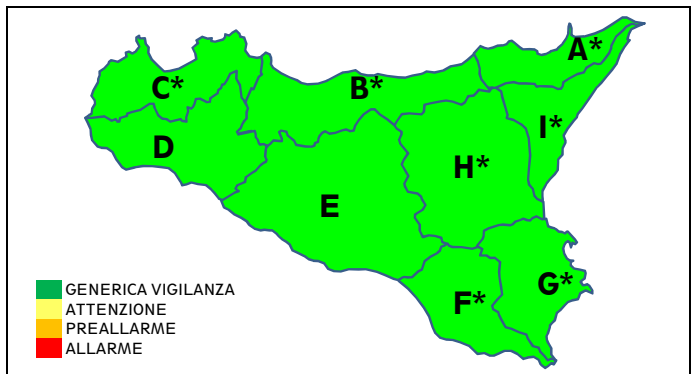 A*
C*
B*
I*
D
H*
E
G*
F*
GENERICA VIGILANZA
ATTENZIONE
PREALLARME
ALLARME